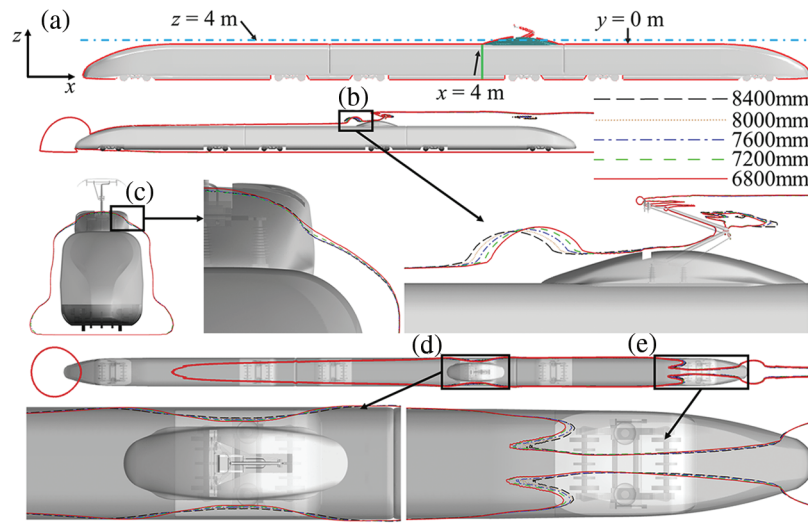 (a)
z = 4 m
y = 0 m
z
x
x = 4 m
(b)
8400mm
8000mm
7600mm
7200mm
6800mm
(c)
(d)
(e)